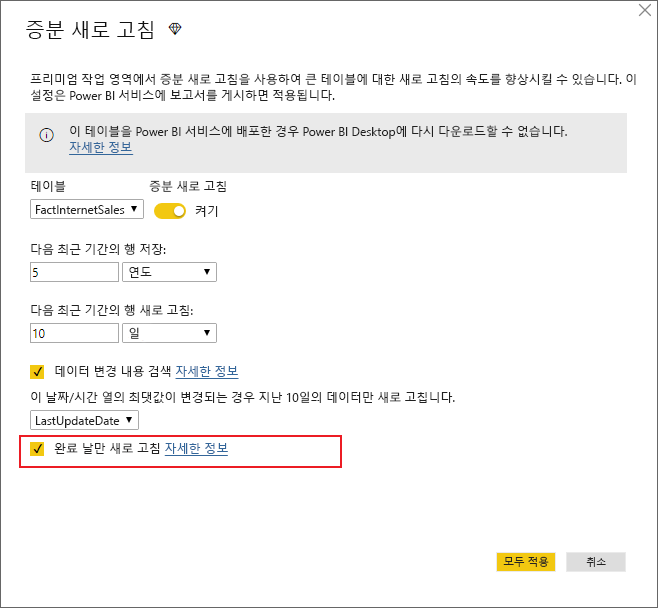 증분 새로 고침
프리미엄 작업 영역에서 증분 새로 고침을 사용하여 큰 테이블에 대한 새로 고침의 속도를 향상시킬 수 있습니다. 이
설정은 Power BI 서비스에 보고서를 게시하면 적용됩니다.
이 테이블을 Power BI 서비스에 배포한 경우 Power BI Desktop에 다시 다운로드할 수 없습니다.
자세한 정보
테이블 증분 새로 고침
FactInternetSales 켜기
다음 최근 기간의 행 저장:
5 연도
다음 최근 기간의 행 새로 고침:
10 일
데이터 변경 내용 검색 자세한 정보
이 날짜/시간 열의 최댓값이 변경되는 경우 지난 10일의 데이터만 새로 고칩니다.
LastUpdateDate
완료 날만 새로 고침 자세한 정보
모두 적용 취소